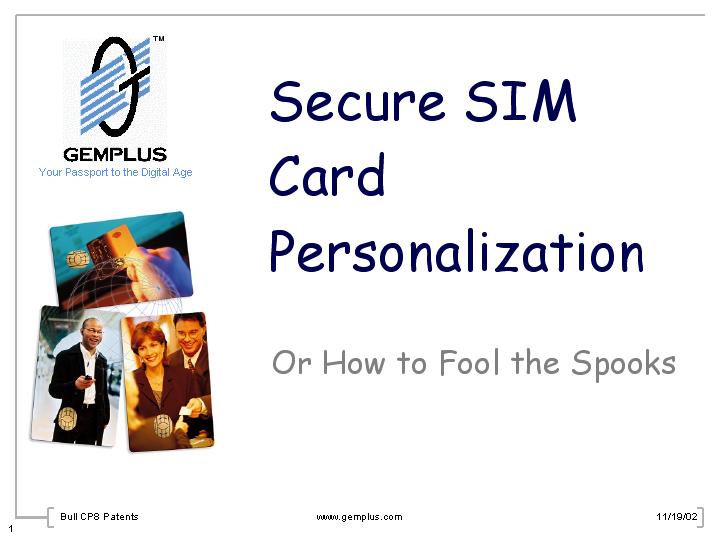 TM
GEMPLUS
Your Passport to the Digital Age
Secure SIM
Card
Personalization
Or How to Fool the Spooks
Bull CP8 Patents
www.gemplus.com
11/19/02
1